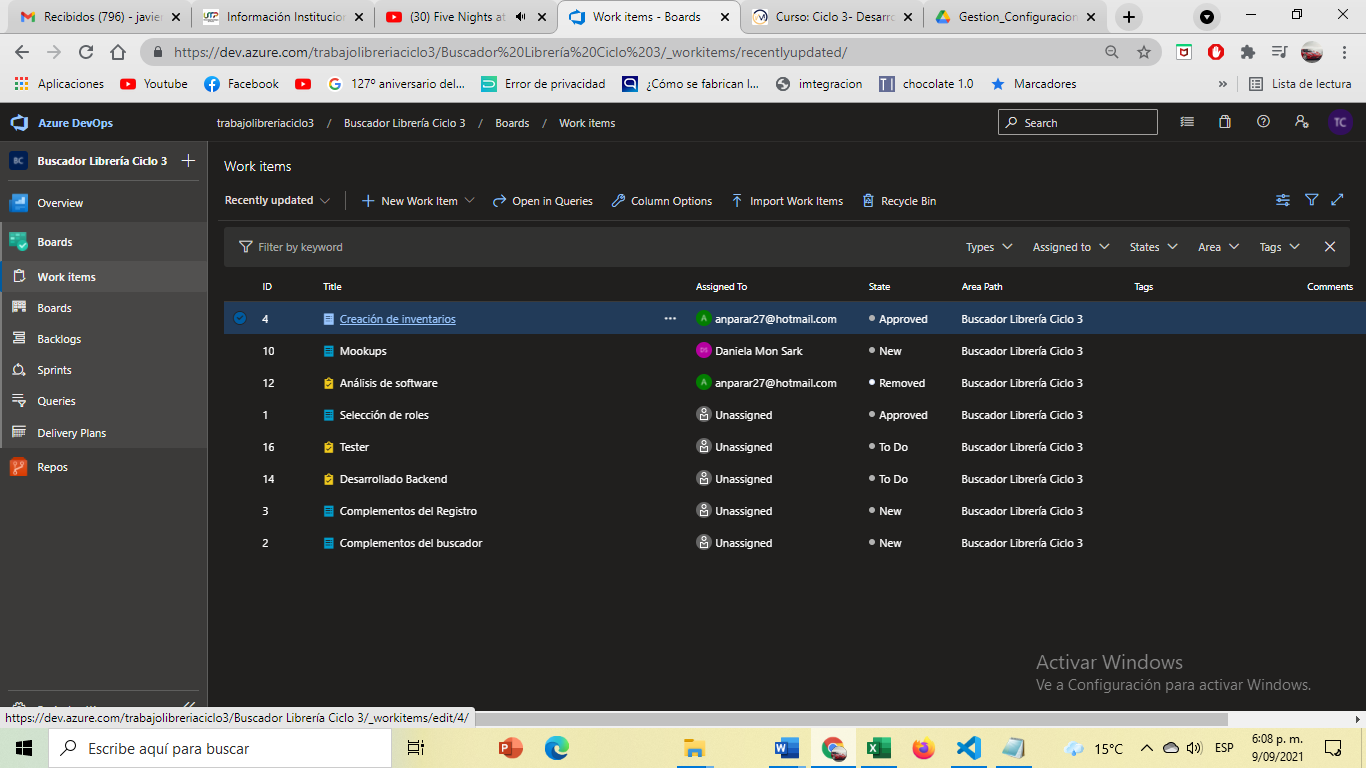 Recibidos (796) - javie
Información Institucion
(30) Five Nights at
Work items - Boards
Curso: Ciclo 3- Desarro
Gestion_Configuracion
https://dev.azure.com/trabajolibreriaciclo3/Buscador%20Librería%20Ciclo%203/_workitems/recentlyupdated/
Aplicaciones
Youtube
Facebook
127º aniversario del...
Error de privacidad
¿Cómo se fabrican l...
imtegracion
chocolate 1.0
Marcadores
»
Lista de lectura
Azure DevOps
trabajolibreriaciclo3 / Buscador Librería Ciclo 3 / Boards / Work items
Search
TC
BC Buscador Librería Ciclo 3
Overview
Boards
Work items
Boards
Backlogs
Sprints
Queries
Delivery Plans
Repos
Work items
Recently updated
New Work Item
Open in Queries
Column Options
Import Work Items
Recycle Bin
Filter by keyword
Types
Assigned to
States
Area
Tags
ID Title Assigned To State Area Path Tags Comments
4 Creación de inventarios ... A anparar27@hotmail.com Approved Buscador Librería Ciclo 3
10 Mookups DS Daniela Mon Sark New Buscador Librería Ciclo 3
12 Análisis de software A anparar27@hotmail.com Removed Buscador Librería Ciclo 3
1 Selección de roles Unassigned Approved Buscador Librería Ciclo 3
16 Tester Unassigned To Do Buscador Librería Ciclo 3
14 Desarrollado Backend Unassigned To Do Buscador Librería Ciclo 3
3 Complementos del Registro Unassigned New Buscador Librería Ciclo 3
2 Complementos del buscador Unassigned New Buscador Librería Ciclo 3
Activar Windows
Ve a Configuración para activar Windows.
https://dev.azure.com/trabajolibreriaciclo3/Buscador Librería Ciclo 3/_workitems/edit/4/
Escribe aquí para buscar
15°C
ESP
6:08 p. m.
9/09/2021